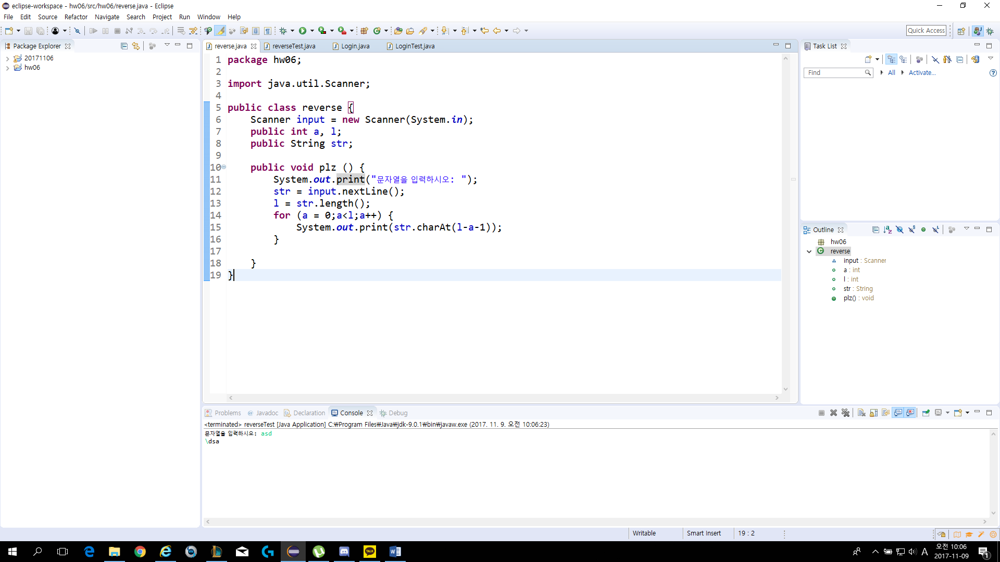 eclipse-workspace - hw06/src/hw06/reverse.java - Eclipse
File Edit Source Refactor Navigate Search Project Run Window Help
Quick Access
Package Explorer
20171106
hw06
reverse.java reverseTest.java Login.java LoginTest.java
1 package hw06;
2
3 import java.util.Scanner;
4
5 public class reverse {
6 Scanner input = new Scanner(System.in);
7 public int a, l;
8 public String str;
9
10 public void plz () {
11 System.out.print("문자열을 입력하시오: ");
12 str = input.nextLine();
13 l = str.length();
14 for (a = 0;a<l;a++) {
15 System.out.print(str.charAt(l-a-1));
16 }
17
18 }
19 }
Task List
Find All Activate...
Outline
hw06
reverse
input : Scanner
a : int
l : int
str : String
plz() : void
Problems @ Javadoc Declaration Console Debug
<terminated> reverseTest [Java Application] C:₩Program Files₩Java₩jdk-9.0.1₩bin₩javaw.exe (2017. 11. 9. 오전 10:06:23)
문자열을 입력하시오: asd
\dsa
Writable Smart Insert 19 : 2
TALK
A
오전 10:06
2017-11-09
1